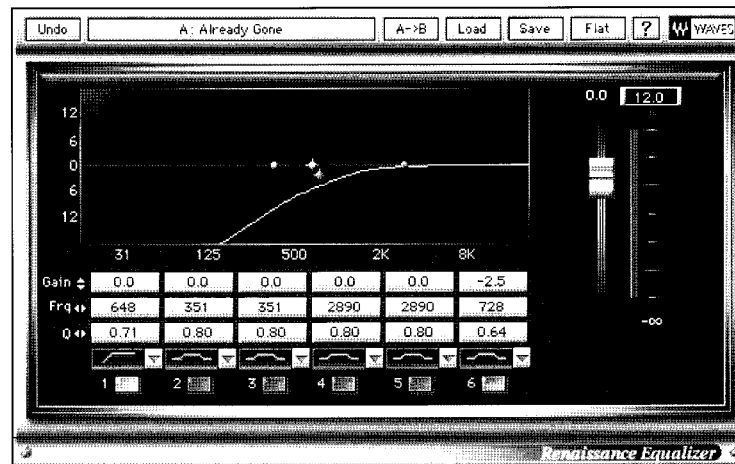 Undo A: Already Gone A->B Load Save Flat ? WAVES
0.0 12.0
12
6
0
6
12
31 125 500 2K 8K
Gain 0.0 0.0 0.0 0.0 0.0 -2.5
Frq 648 351 351 2890 2890 728
Q 0.71 0.80 0.80 0.80 0.80 0.64
-∞
1 2 3 4 5 6
Renaissance Equalizer